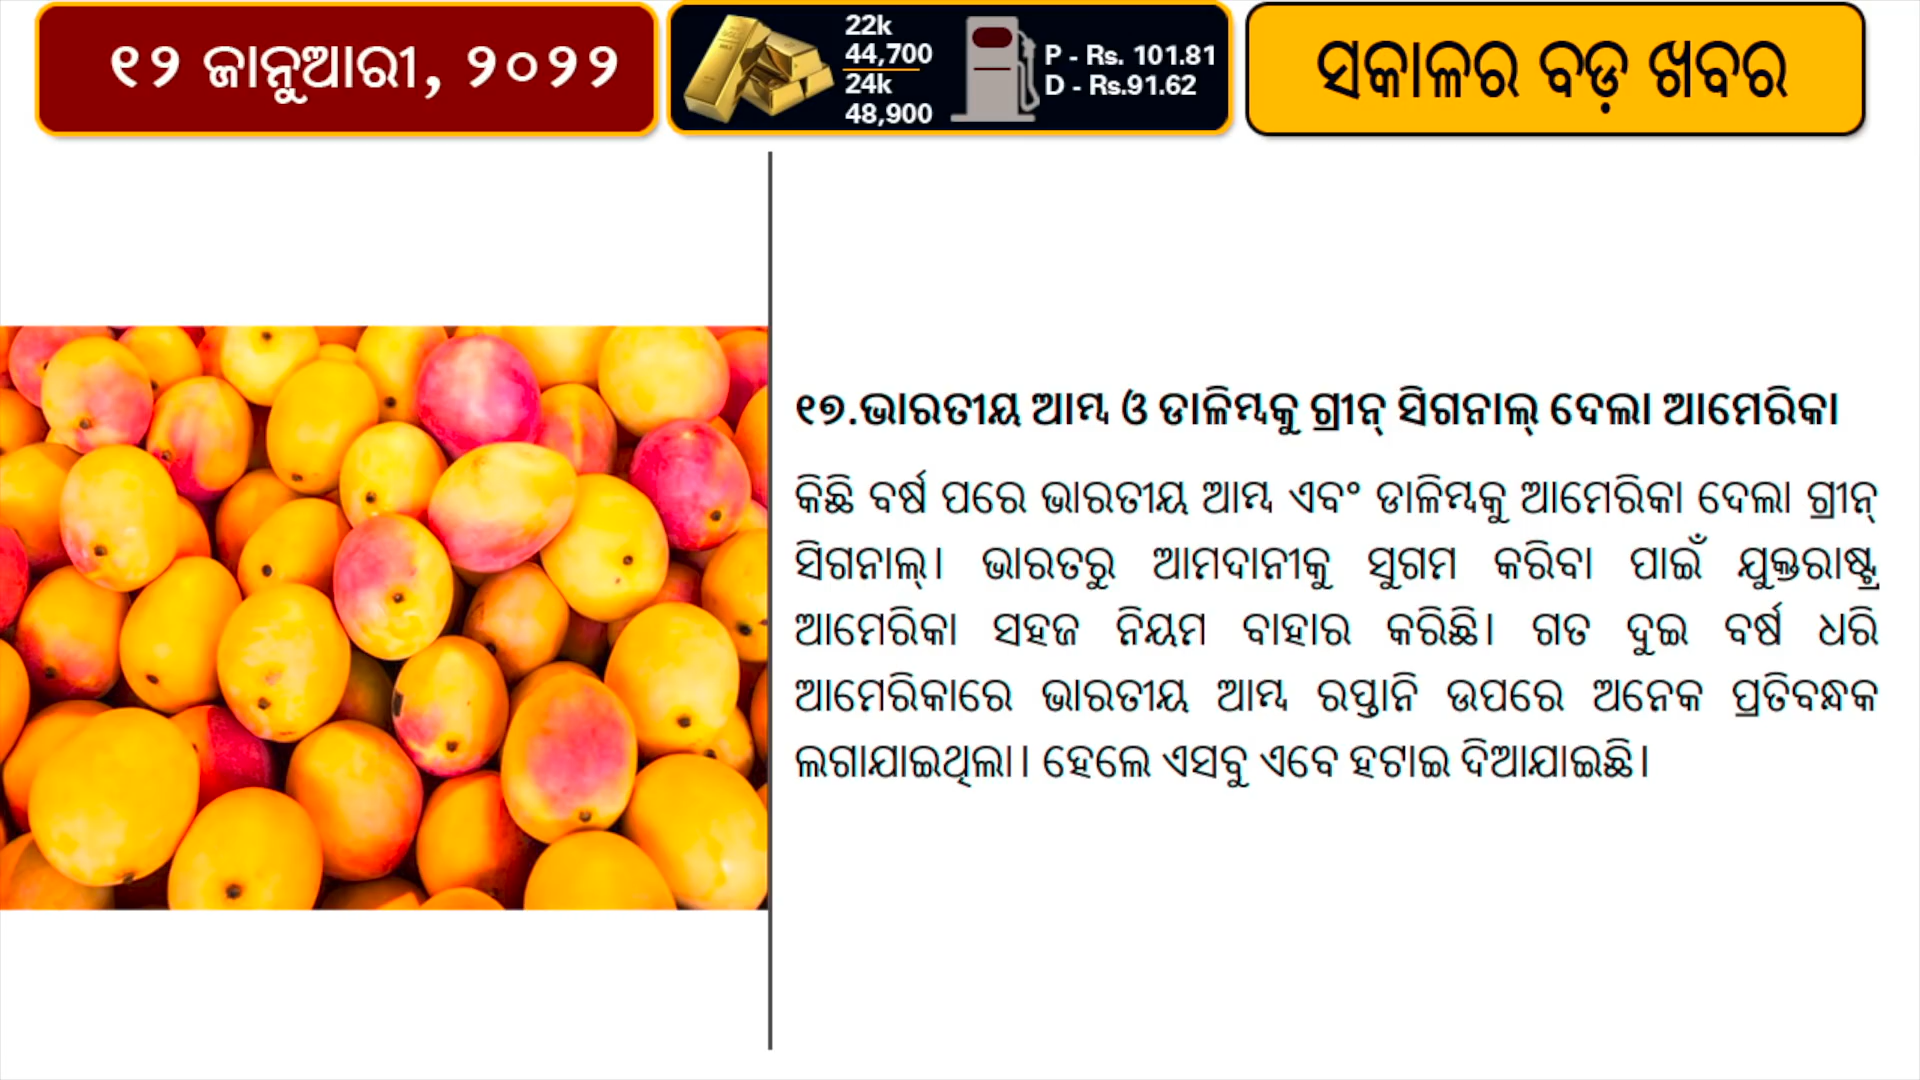 ୧୨ ଜାନୁଆରୀ, ୨୦୨୨
22k
44,700
24k
48,900
P - Rs. 101.81
D - Rs.91.62
ସକାଳର ବଡ଼ ଖବର
୧୭.ଭାରତୀୟ ଆମ୍ବ ଓ ଡାଳିମ୍ବକୁ ଗ୍ରୀନ୍ ସିଗନାଲ୍ ଦେଲା ଆମେରିକା
କିଛି ବର୍ଷ ପରେ ଭାରତୀୟ ଆମ୍ବ ଏବଂ ଡାଳିମ୍ବକୁ ଆମେରିକା ଦେଲା ଗ୍ରୀନ୍
ସିଗନାଲ୍। ଭାରତରୁ ଆମଦାନୀକୁ ସୁଗମ କରିବା ପାଇଁ ଯୁକ୍ତରାଷ୍ଟ୍ର
ଆମେରିକା ସହଜ ନିୟମ ବାହାର କରିଛି। ଗତ ଦୁଇ ବର୍ଷ ଧରି
ଆମେରିକାରେ ଭାରତୀୟ ଆମ୍ବ ରପ୍ତାନି ଉପରେ ଅନେକ ପ୍ରତିବନ୍ଧକ
ଲଗାଯାଇଥିଲା। ହେଲେ ଏସବୁ ଏବେ ହଟାଇ ଦିଆଯାଇଛି।